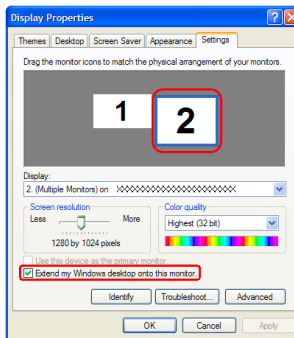 Display Properties
Themes Desktop Screen Saver Appearance Settings
Drag the monitor icons to match the physical arrangement of your monitors.
1 2
Display:
2. (Multiple Monitors) on XXXXXXXXXXXXXXXXXXXXXXXX
Screen resolution
Less More
1280 by 1024 pixels
Color quality
Highest (32 bit)
Use this device as the primary monitor.
Extend my Windows desktop onto this monitor.
Identify Troubleshoot... Advanced
OK Cancel Apply